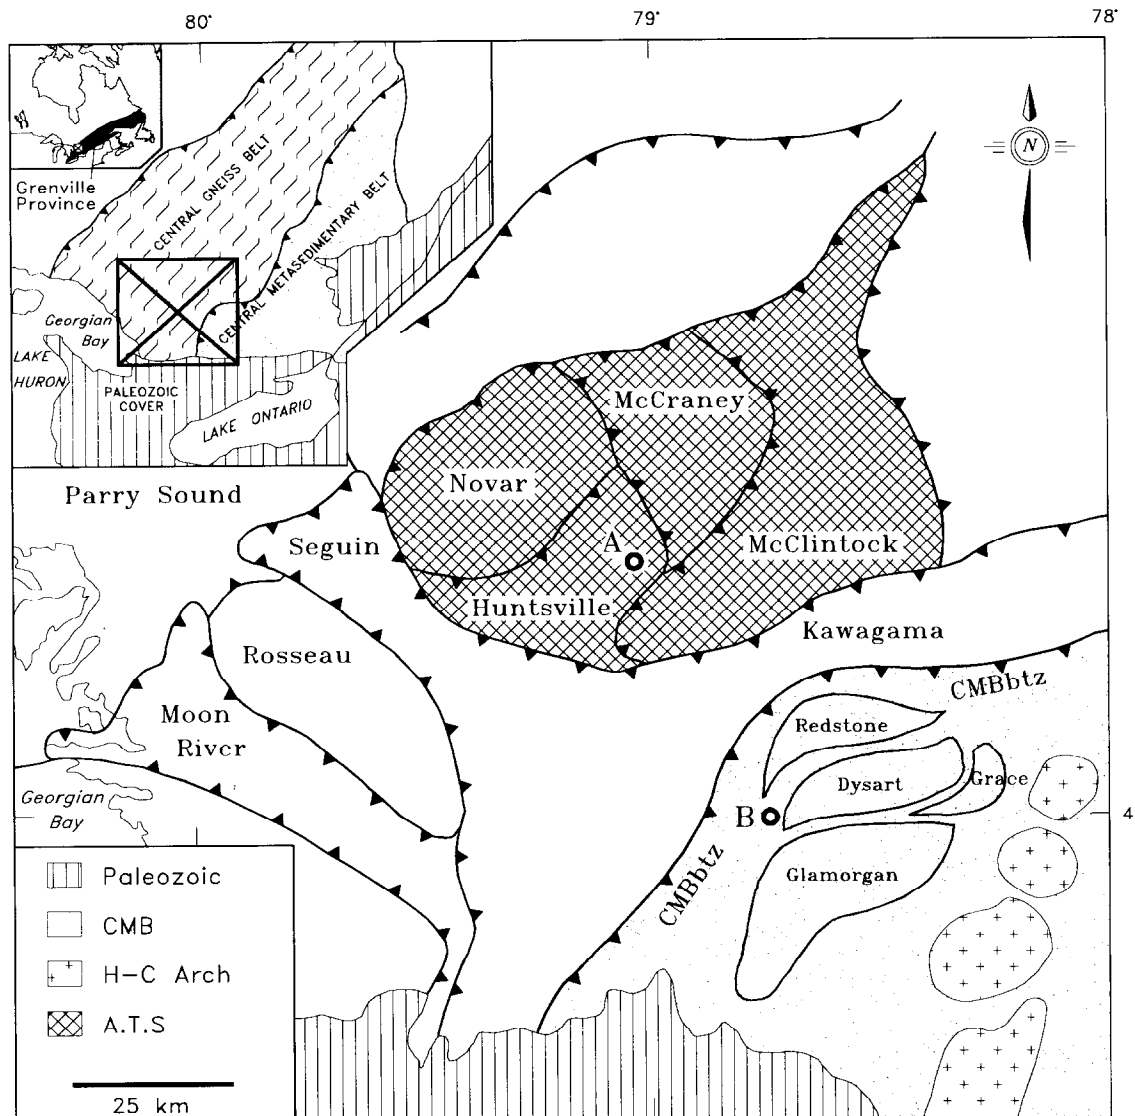 80°
79°
78°
Grenville
Province
CENTRAL GNEISS BELT
CENTRAL METASEDIMENTARY BELT
Georgian
Bay
LAKE
HURON
PALEOZOIC
COVER
LAKE ONTARIO
N
Parry Sound
Seguin
Novar
McCraney
A
McClintock
Huntsville
Kawagama
Rosseau
Moon
River
CMBbtz
Redstone
Dysart
Grace
B
4
Georgian
Bay
CMBbtz
Glamorgan
Paleozoic
CMB
H-C Arch
A.T.S
25 km